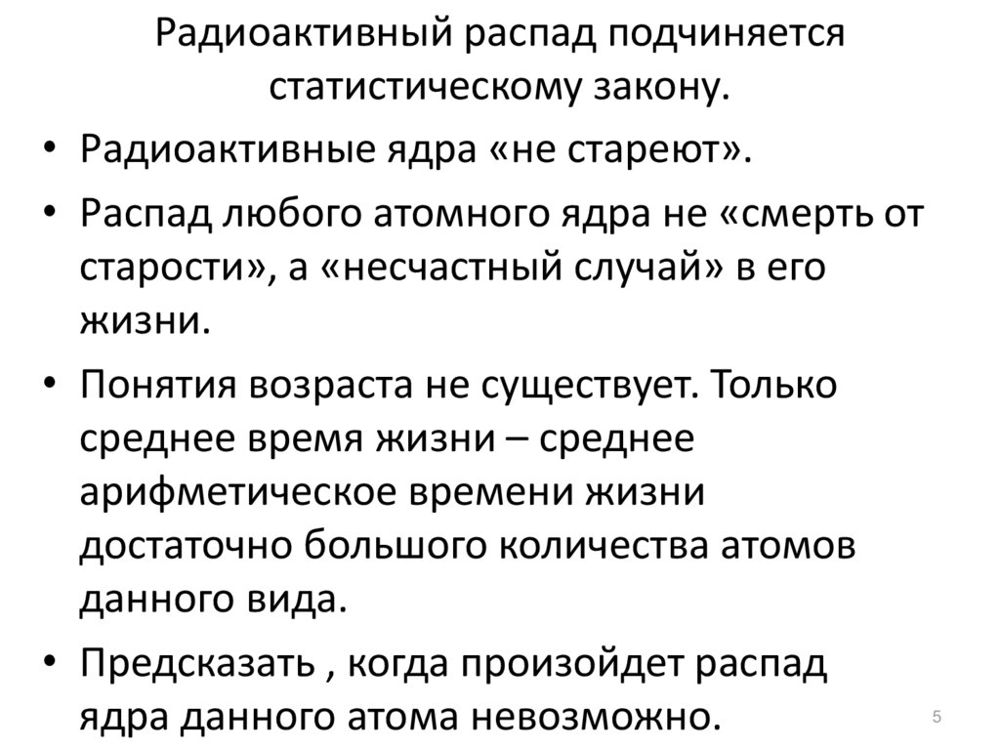 Радиоактивный распад подчиняется
статистическому закону.
• Радиоактивные ядра «не стареют».
• Распад любого атомного ядра не «смерть от
старости», а «несчастный случай» в его
жизни.
• Понятия возраста не существует. Только
среднее время жизни – среднее
арифметическое времени жизни
достаточно большого количества атомов
данного вида.
• Предсказать , когда произойдет распад
ядра данного атома невозможно.
5